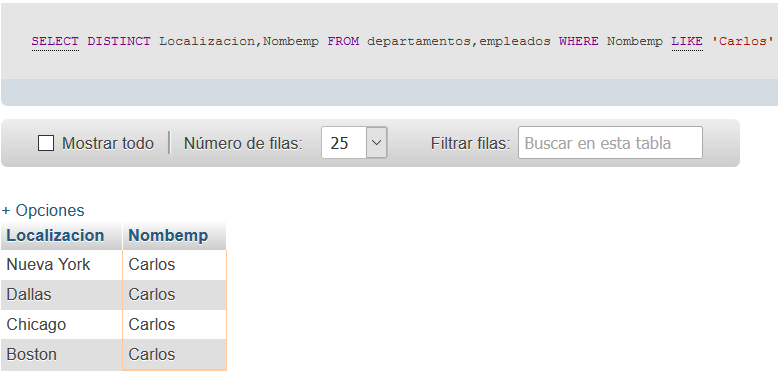 SELECT DISTINCT Localizacion,Nombemp FROM departamentos,empleados WHERE Nombemp LIKE 'Carlos'
Mostrar todo Número de filas: 25 Filtrar filas: Buscar en esta tabla
+ Opciones
Localizacion Nombemp
Nueva York Carlos
Dallas Carlos
Chicago Carlos
Boston Carlos